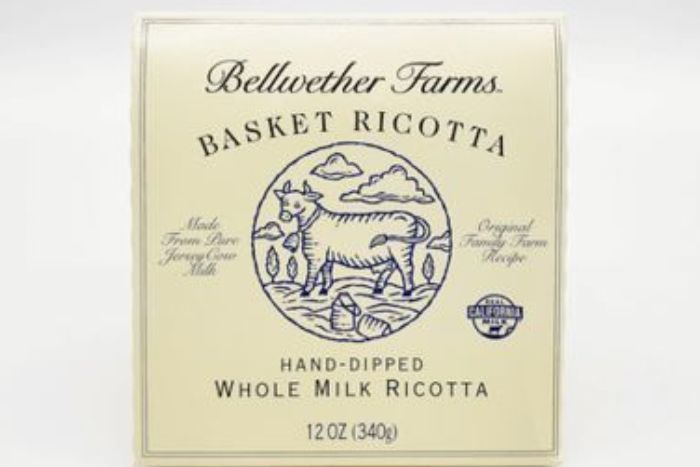 Bellwether Farms™
BASKET RICOTTA
Made
From Pure
Jersey Cow
Milk
Original
Family Farm
Recipe
REAL
CALIFORNIA
MILK
HAND-DIPPED
WHOLE MILK RICOTTA
12 OZ (340g)